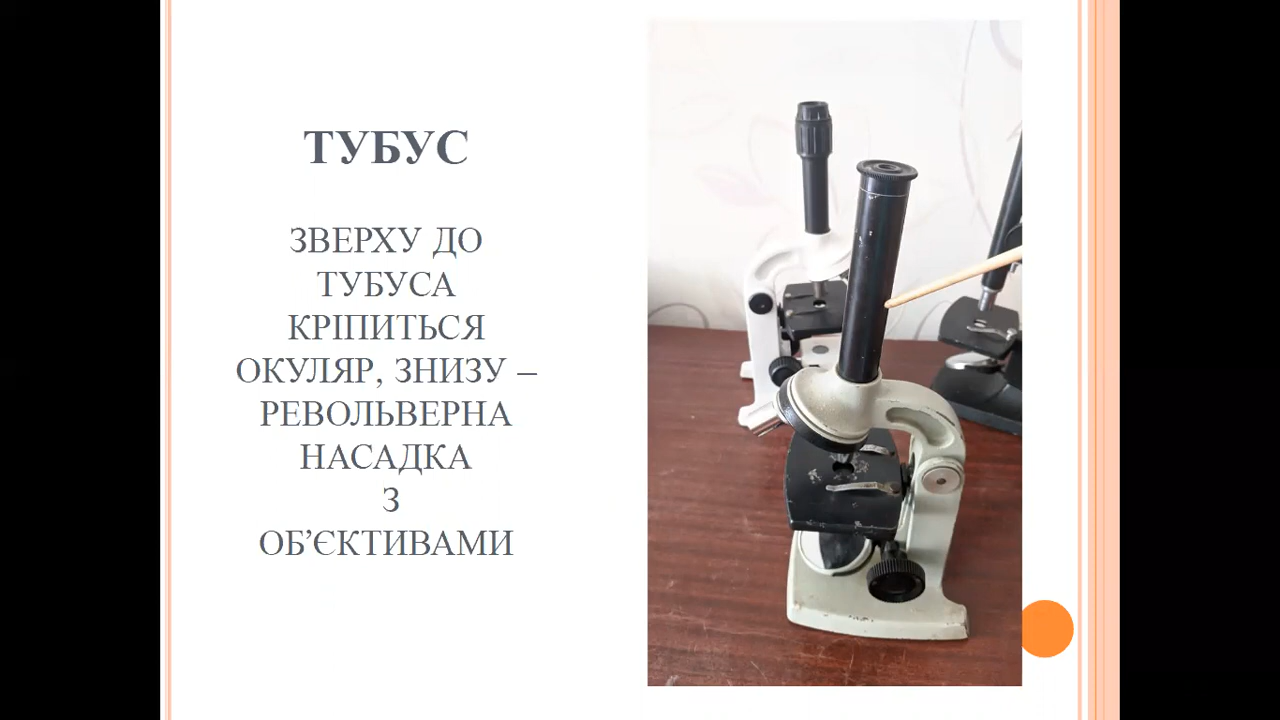 ТУБУС
ЗВЕРХУ ДО
ТУБУСА
КРІПИТЬСЯ
ОКУЛЯР, ЗНИЗУ –
РЕВОЛЬВЕРНА
НАСАДКА
З
ОБ’ЄКТИВАМИ